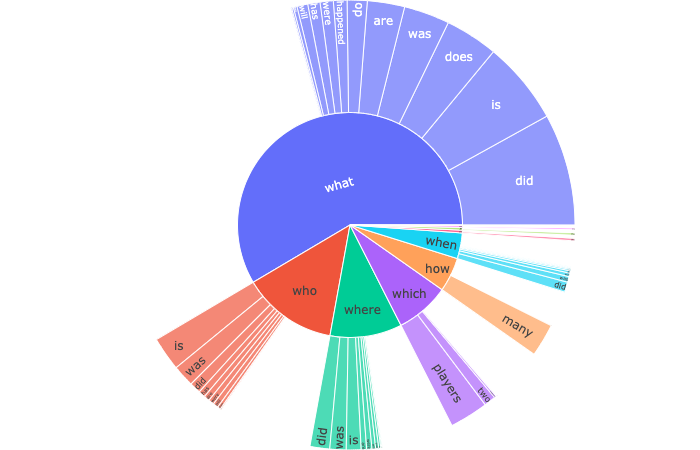 will
has
were
happened
do
are
was
does
is
did
what
when
how
which
where
who
did
many
two
players
is
was
did
is
was
did